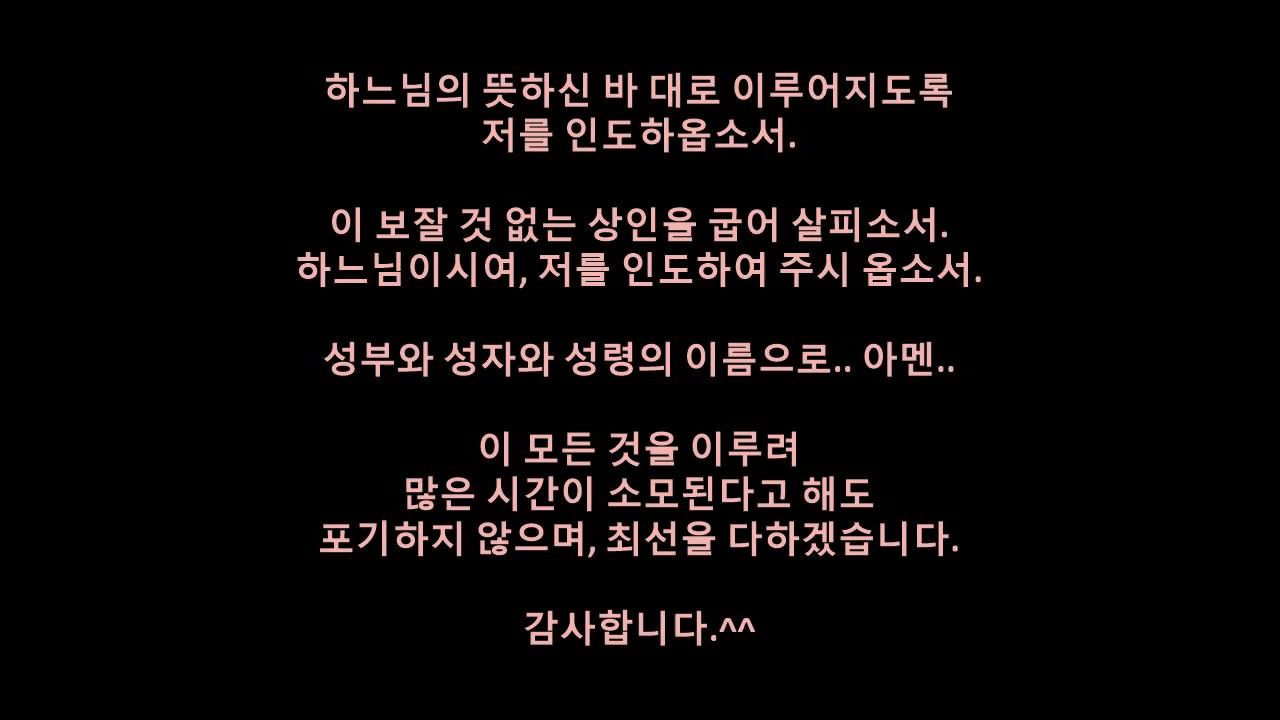 하느님의 뜻하신 바 대로 이루어지도록
저를 인도하옵소서.
이 보잘 것 없는 상인을 굽어 살피소서.
하느님이시여, 저를 인도하여 주시 옵소서.
성부와 성자와 성령의 이름으로.. 아멘..
이 모든 것을 이루려
많은 시간이 소모된다고 해도
포기하지 않으며, 최선을 다하겠습니다.
감사합니다.^^